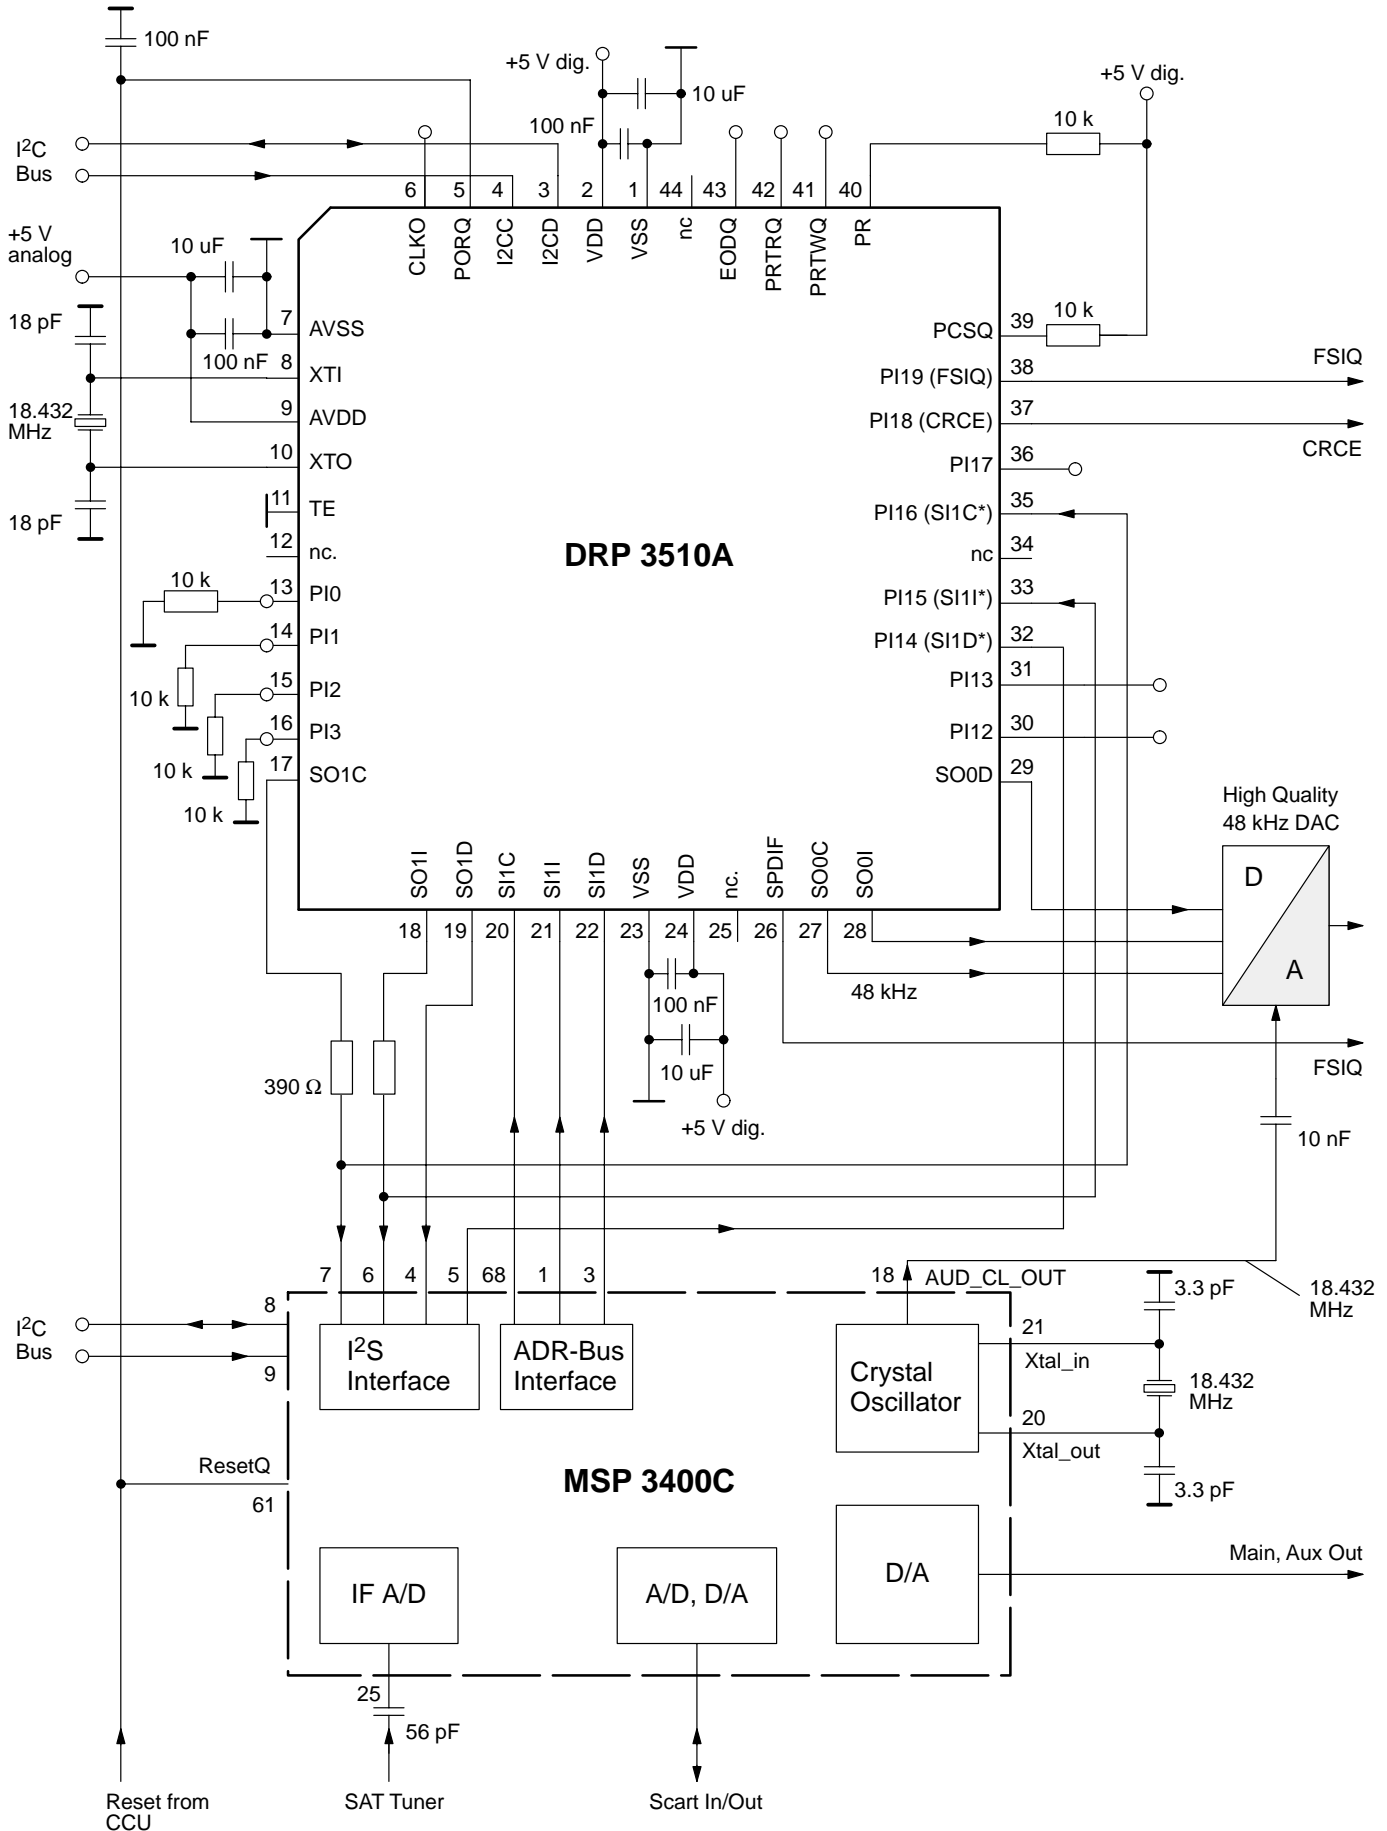 100 nF
+5 V dig.
10 uF
100 nF
+5 V dig.
10 k
I²C
Bus
6
5
4
3
2
1
44
43
42
41
40
CLKO
PORQ
I2CC
I2CD
VDD
VSS
nc
EODQ
PRTRQ
PRTWQ
PR
+5 V
analog
10 uF
100 nF
18 pF
18.432
MHz
18 pF
7
AVSS
8
XTI
9
AVDD
10
XTO
11
TE
12
nc.
10 k
13
PI0
14
PI1
10 k
15
PI2
10 k
16
PI3
10 k
17
SO1C
DRP 3510A
PCSQ
39
10 k
PI19 (FSIQ)
38
FSIQ
PI18 (CRCE)
37
CRCE
PI17
36
PI16 (SI1C*)
35
nc
34
PI15 (SI1I*)
33
PI14 (SI1D*)
32
PI13
31
PI12
30
SO0D
29
SO1I
SO1D
SI1C
SI1I
SI1D
VSS
VDD
nc.
SPDIF
SO0C
SO0I
18
19
20
21
22
23
24
25
26
27
28
High Quality
48 kHz DAC
D
A
48 kHz
100 nF
10 uF
+5 V dig.
FSIQ
390 Ω
10 nF
7
6
4
5
68
1
3
18
AUD_CL_OUT
18.432
MHz
I²C
Bus
8
9
I²S
Interface
ADR-Bus
Interface
Crystal
Oscillator
21
Xtal_in
20
Xtal_out
3.3 pF
18.432
MHz
3.3 pF
ResetQ
61
MSP 3400C
IF A/D
A/D, D/A
D/A
Main, Aux Out
25
56 pF
Reset from
CCU
SAT Tuner
Scart In/Out